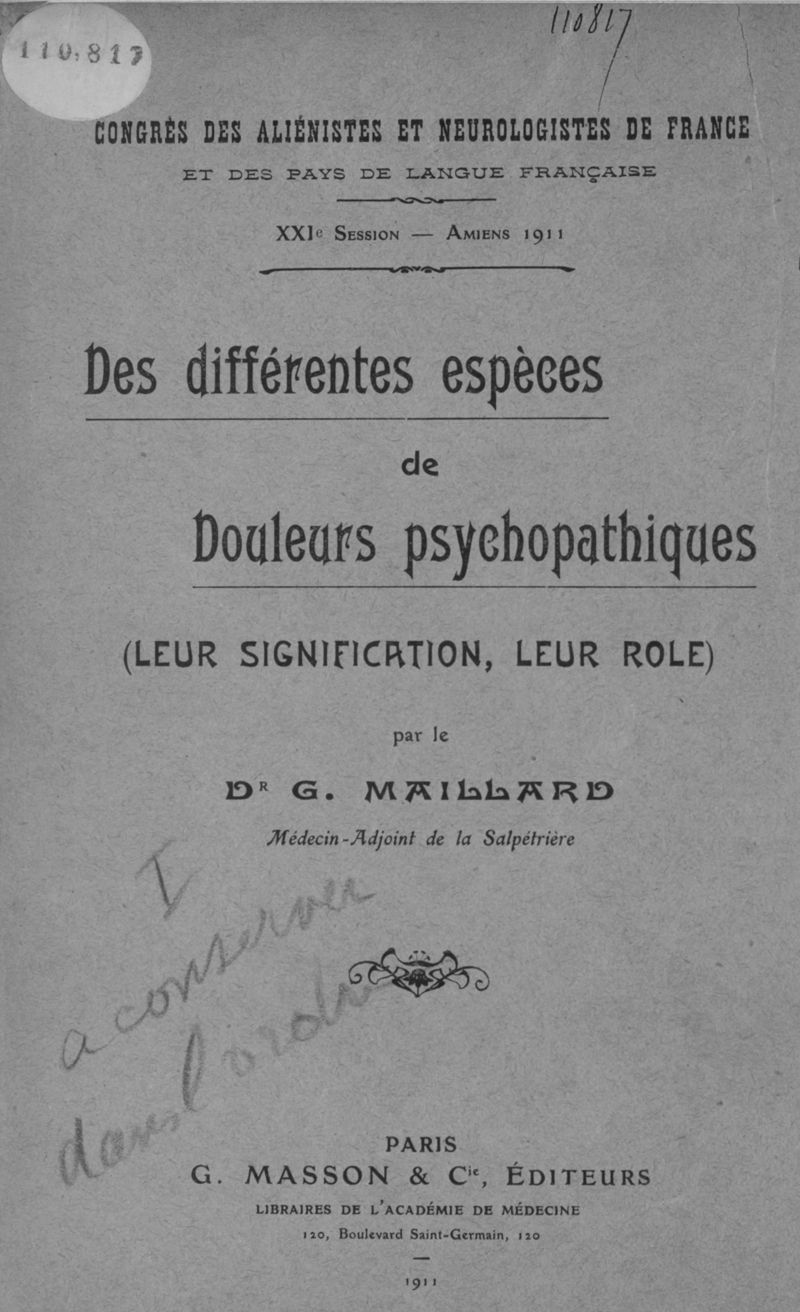 110817
110.817
CONGRÈS DES ALIÉNISTES ET NEUROLOGISTES DE FRANCE
ET DES PAYS DE LANGUE FRANÇAISE
XXIe SESSION — AMIENS 1911
Des différentes espèces
de
Douleurs psychopathiques
(LEUR SIGNIFICATION, LEUR ROLE)
par le
DR G. MAILLARD
Médecin-Adjoint de la Salpétrière
I
a conserver
dans l'ordre
PARIS
G. MASSON & Cie, ÉDITEURS
LIBRAIRES DE L'ACADÉMIE DE MÉDECINE
120, Boulevard Saint-Germain, 120
1911